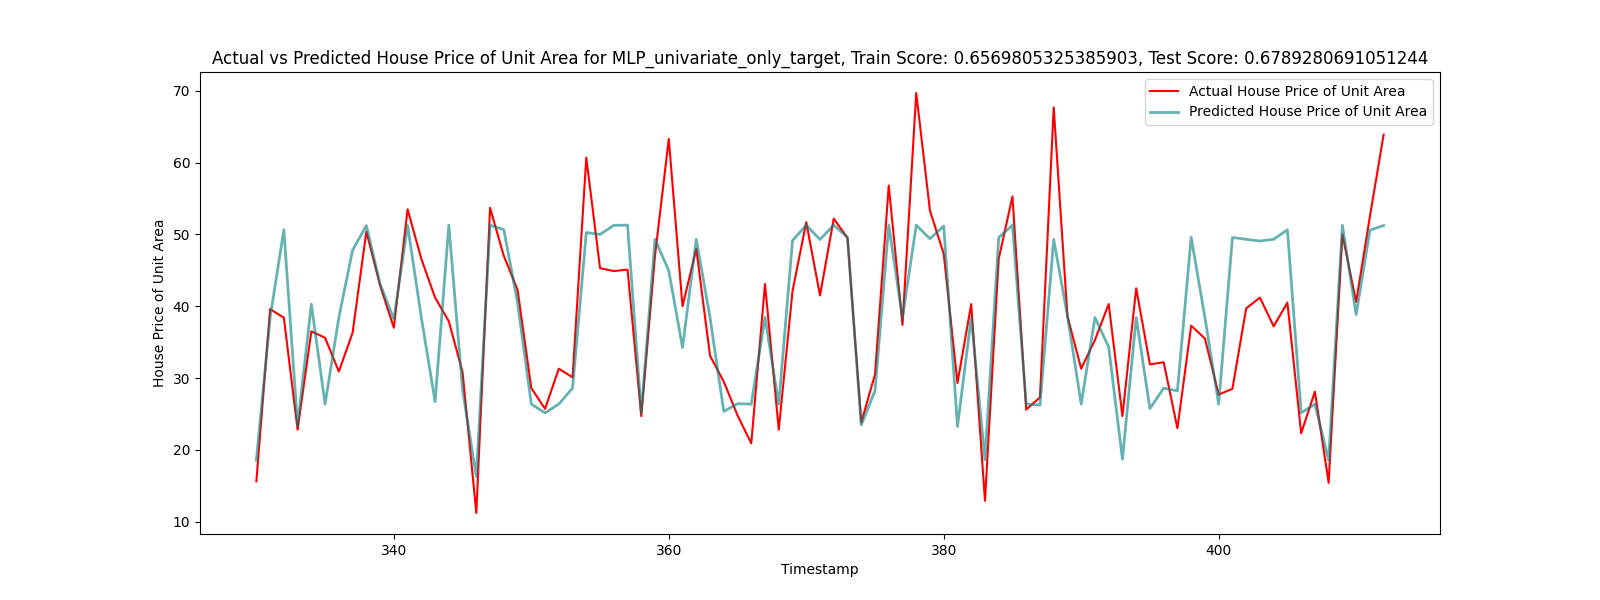 Actual vs Predicted House Price of Unit Area for MLP_univariate_only_target, Train Score: 0.6569805325385903, Test Score: 0.6789280691051244
Actual House Price of Unit Area
Predicted House Price of Unit Area
House Price of Unit Area
70
60
50
40
30
20
10
340
360
380
400
Timestamp